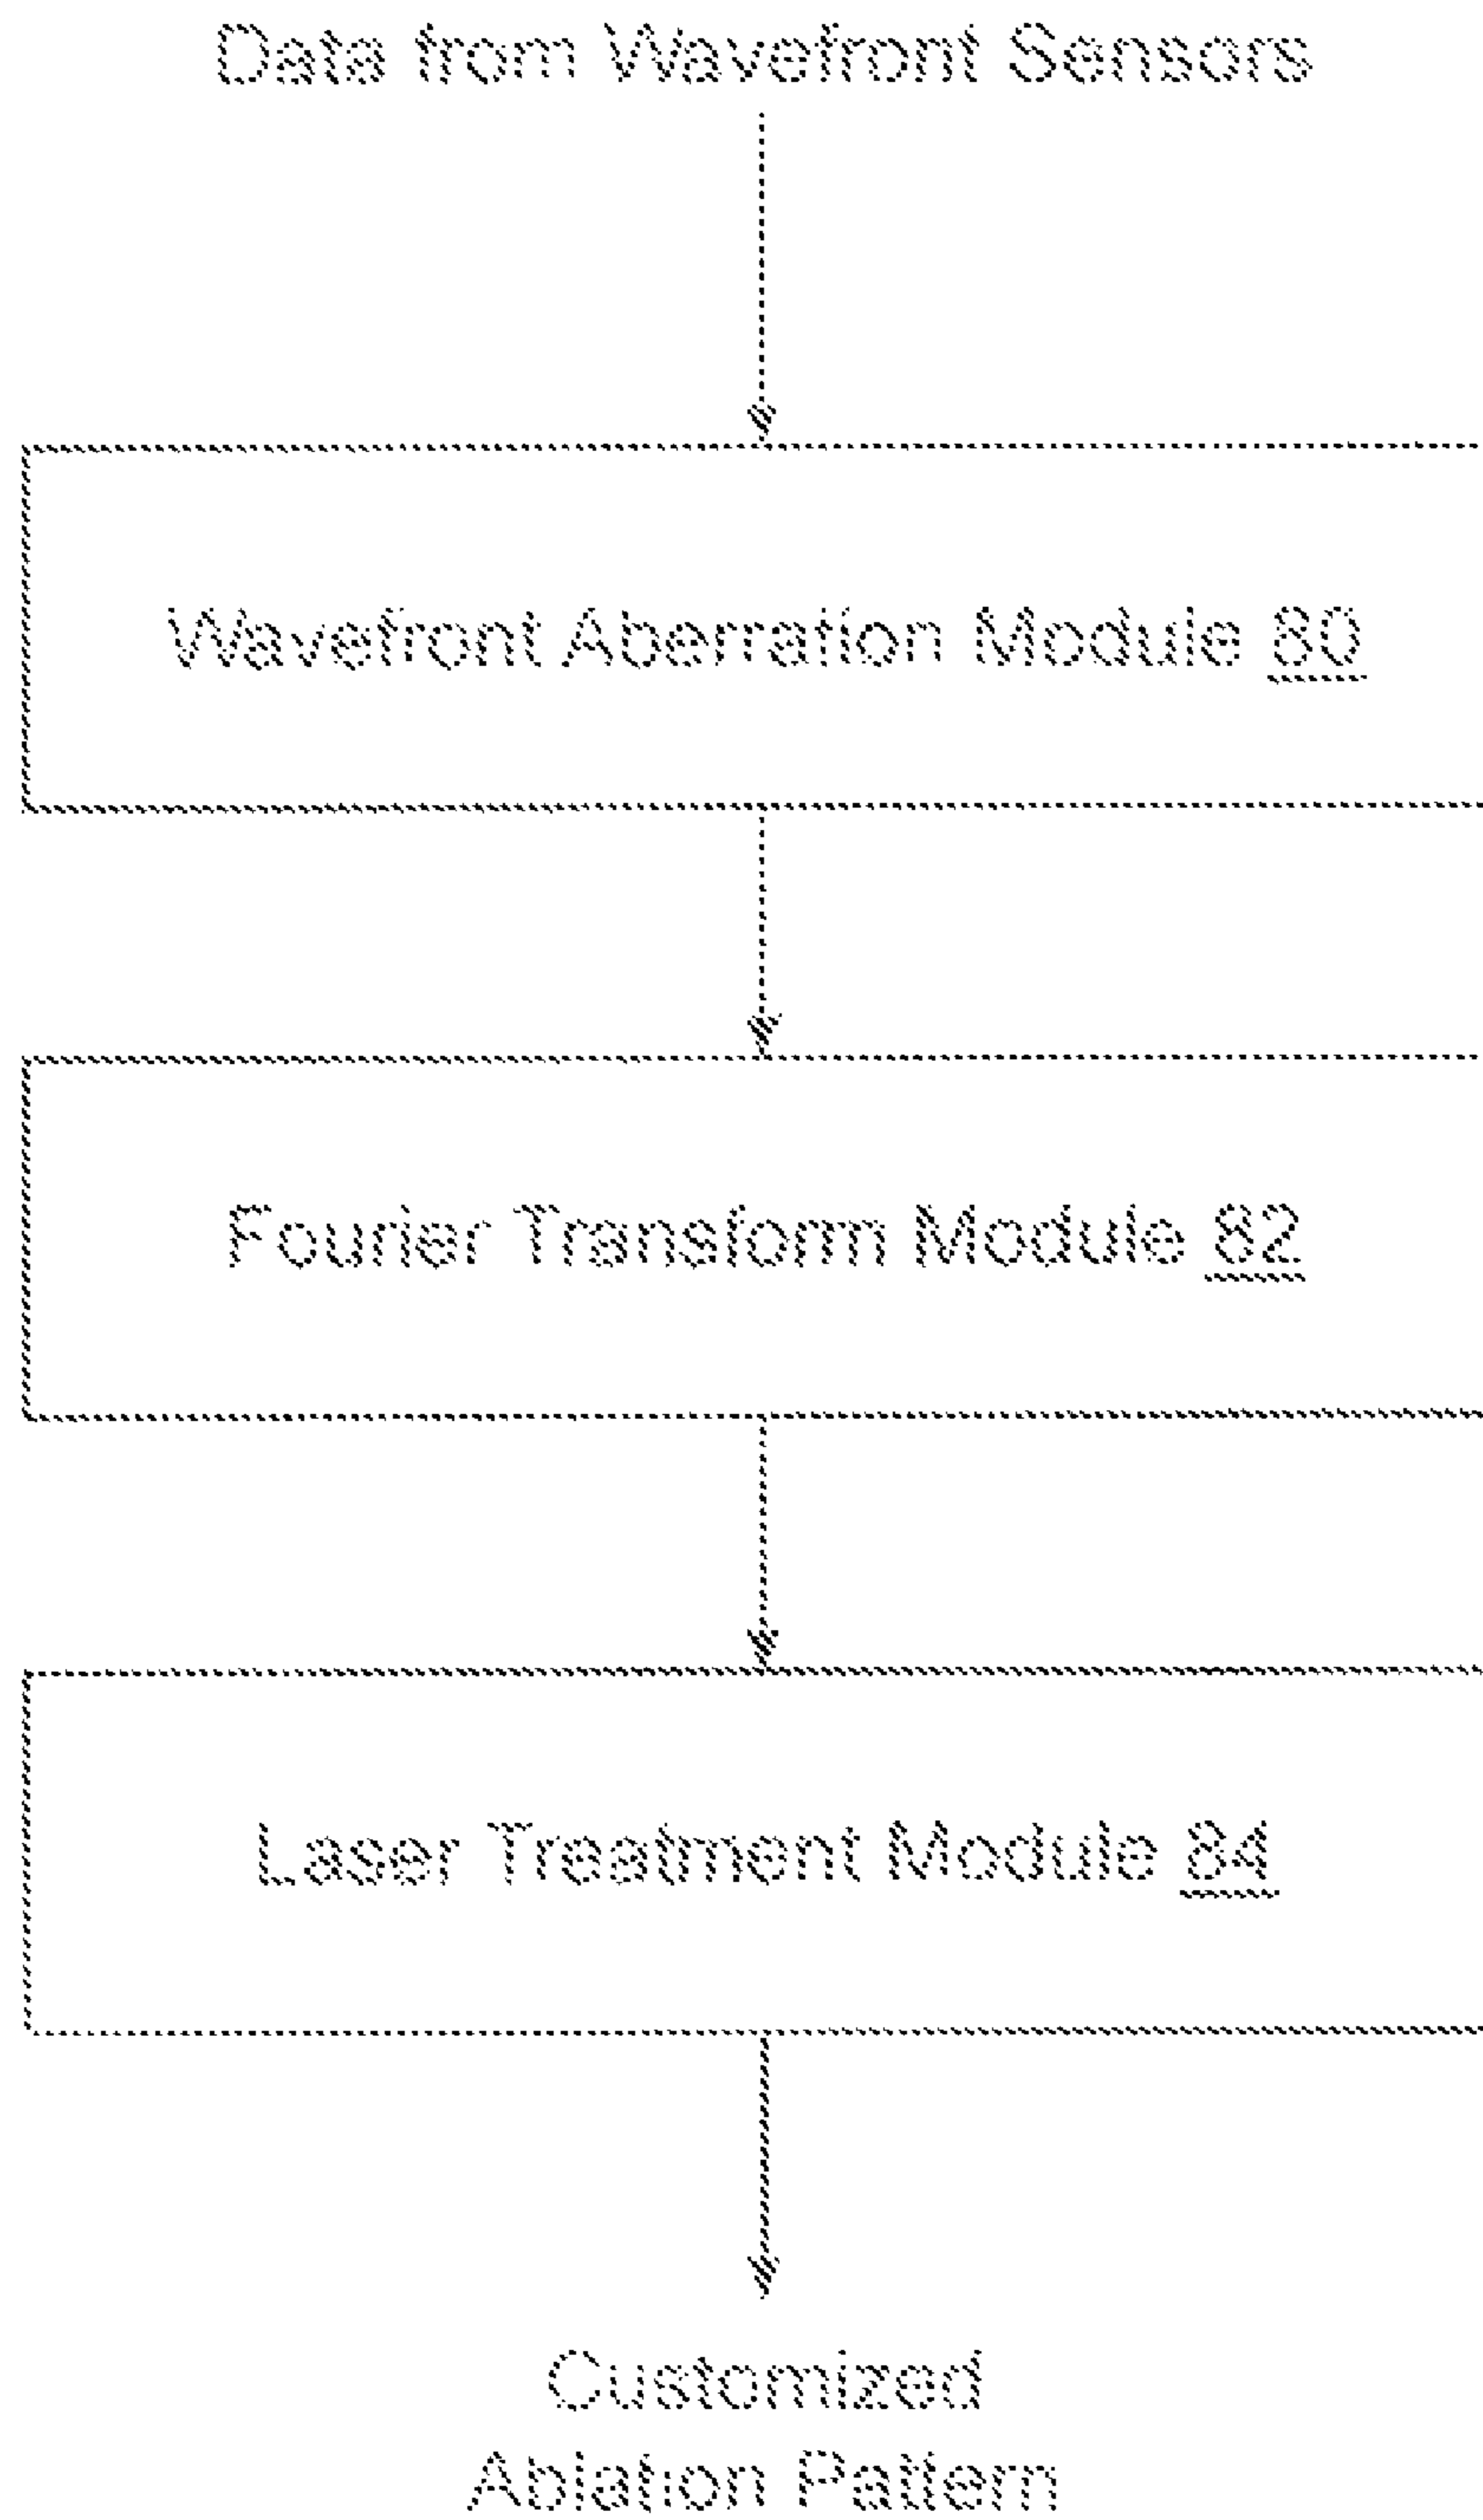 Data from Wavefront Sensors
Wavefront Aberration Module 80
Fourier Transform Module 82
Laser Treatment Module 84
Customized
Ablation Pattern